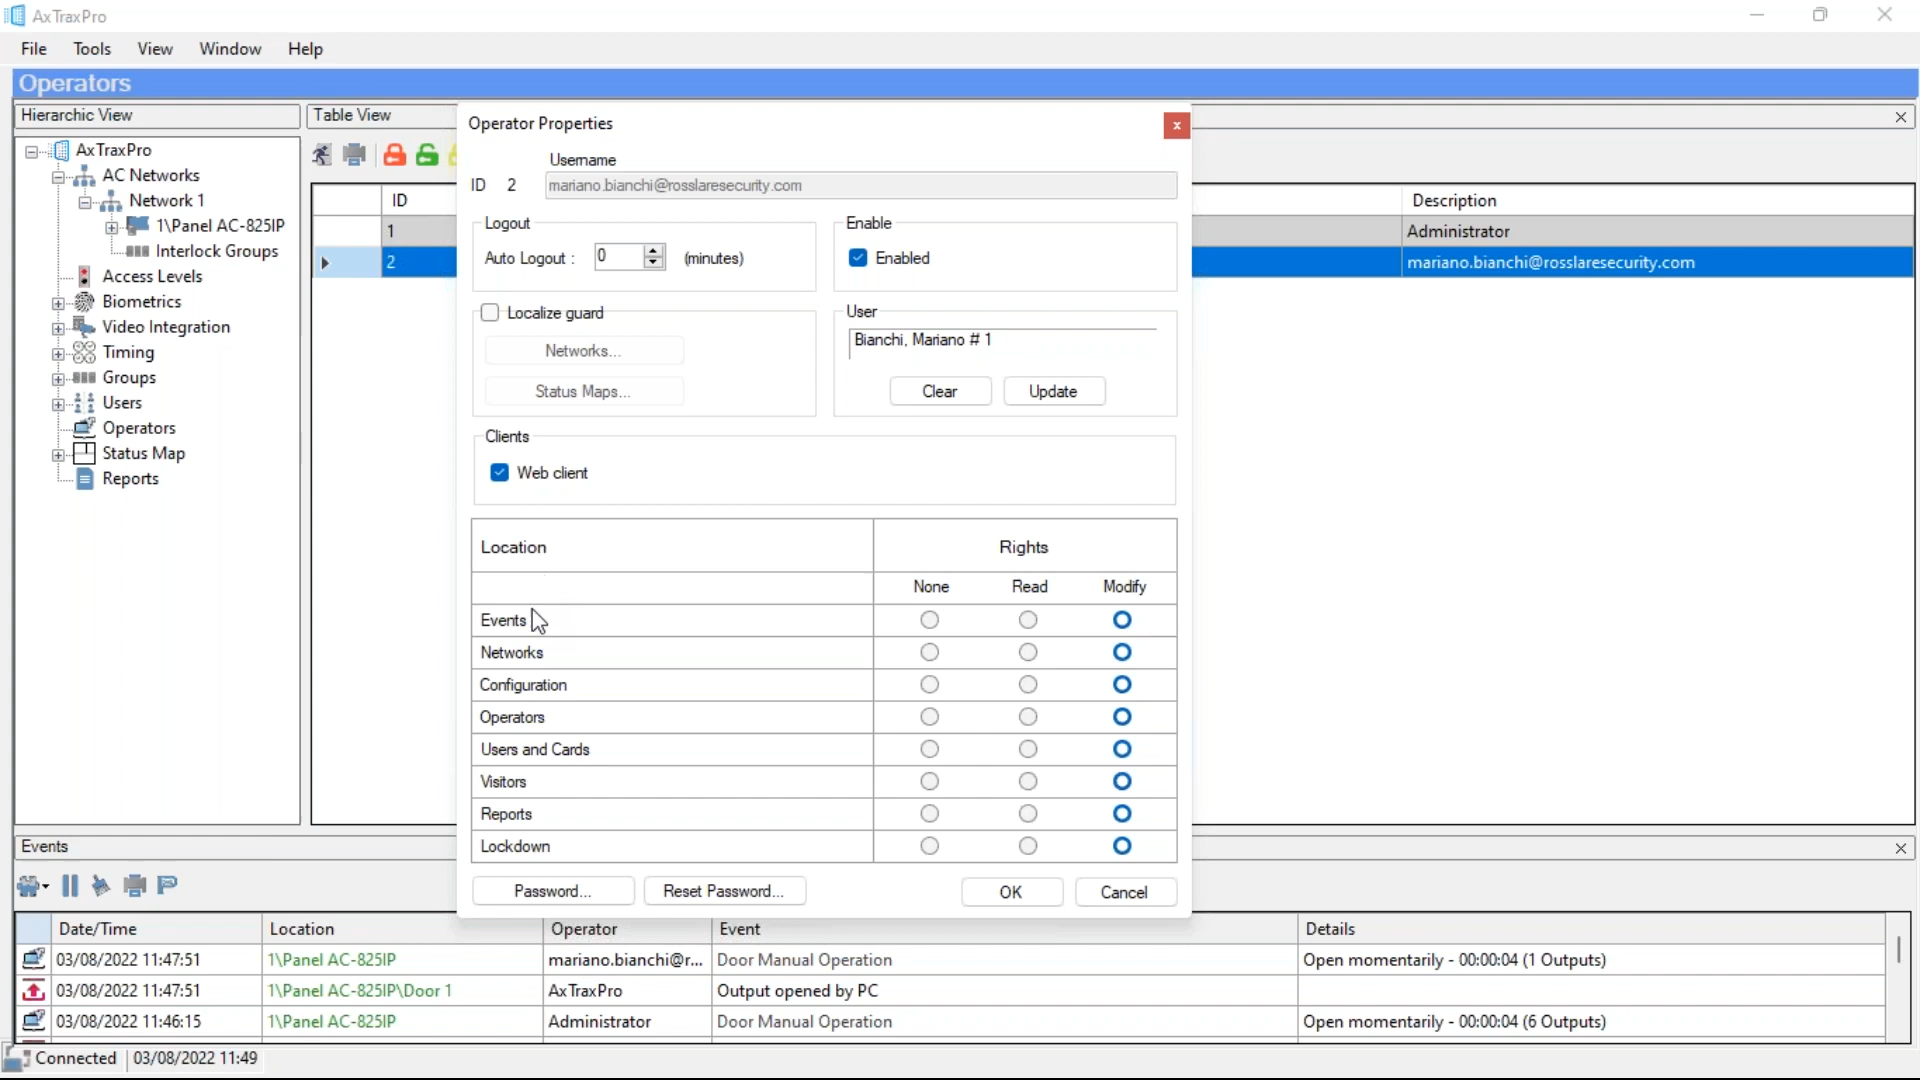 AxTraxPro
File Tools View Window Help
Operators
Hierarchic View
AxTraxPro
AC Networks
Network 1
1\Panel AC-825IP
Interlock Groups
Access Levels
Biometrics
Video Integration
Timing
Groups
Users
Operators
Status Map
Reports
Table View
ID Description
1 Administrator
2 mariano.bianchi@rosslaresecurity.com
Operator Properties
x
Username
ID 2 mariano.bianchi@rosslaresecurity.com
Logout
Auto Logout : 0 (minutes)
Enable
Enabled
Localize guard
Networks...
Status Maps...
User
Bianchi, Mariano # 1
Clear Update
Clients
Web client
Location Rights
None Read Modify
Events
Networks
Configuration
Operators
Users and Cards
Visitors
Reports
Lockdown
Password... Reset Password... OK Cancel
Events
Date/Time Location Operator Event Details
03/08/2022 11:47:51 1\Panel AC-825IP mariano.bianchi@r... Door Manual Operation Open momentarily - 00:00:04 (1 Outputs)
03/08/2022 11:47:51 1\Panel AC-825IP\Door 1 AxTraxPro Output opened by PC
03/08/2022 11:46:15 1\Panel AC-825IP Administrator Door Manual Operation Open momentarily - 00:00:04 (6 Outputs)
Connected 03/08/2022 11:49